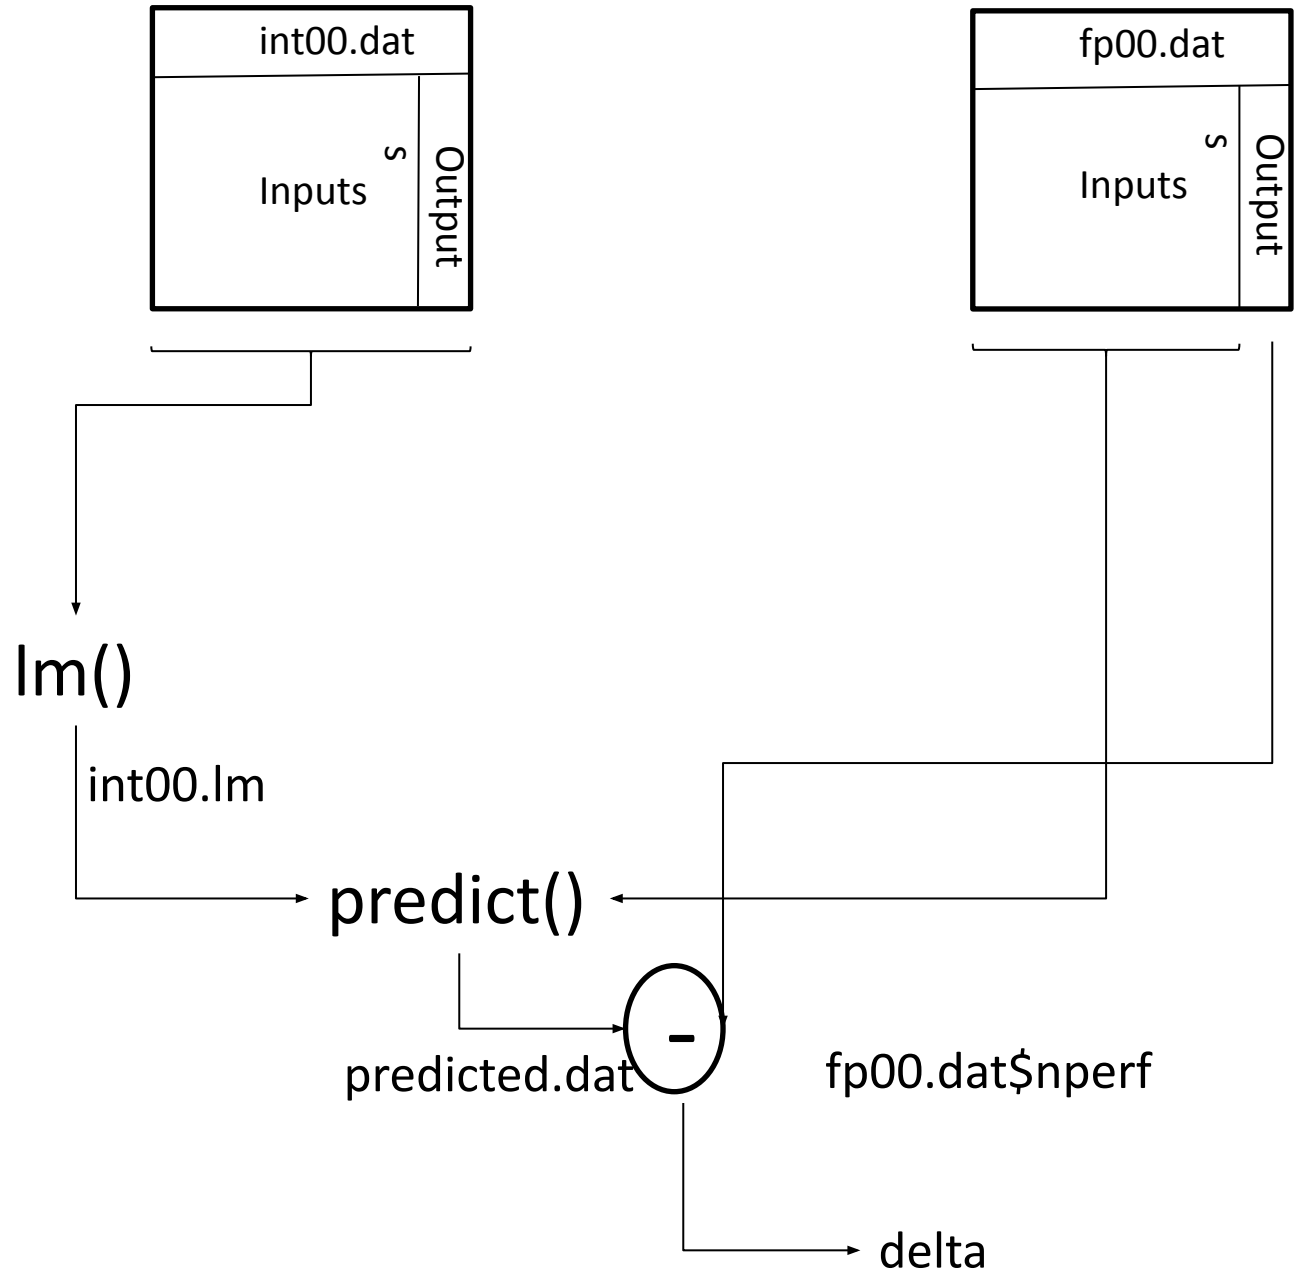 int00.dat
Inputs
Output
s
fp00.dat
Inputs
Output
s
lm()
int00.lm
predict()
-
predicted.dat
fp00.dat$nperf
delta